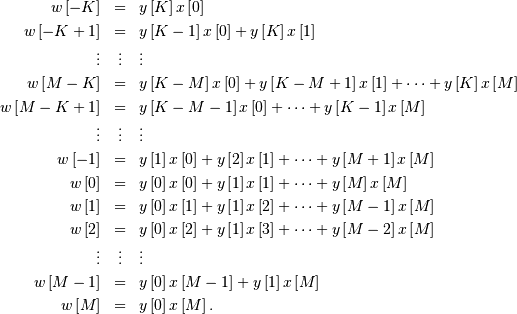 w [−K] = y [K] x [0]
w [−K + 1] = y [K − 1] x [0] + y [K] x [1]
⋮ ⋮ ⋮
w [M − K] = y [K − M] x [0] + y [K − M + 1] x [1] + · · · + y [K] x [M]
w [M − K + 1] = y [K − M − 1] x [0] + · · · + y [K − 1] x [M]
⋮ ⋮ ⋮
w [−1] = y [1] x [0] + y [2] x [1] + · · · + y [M + 1] x [M]
w [0] = y [0] x [0] + y [1] x [1] + · · · + y [M] x [M]
w [1] = y [0] x [1] + y [1] x [2] + · · · + y [M − 1] x [M]
w [2] = y [0] x [2] + y [1] x [3] + · · · + y [M − 2] x [M]
⋮ ⋮ ⋮
w [M − 1] = y [0] x [M − 1] + y [1] x [M]
w [M] = y [0] x [M] .